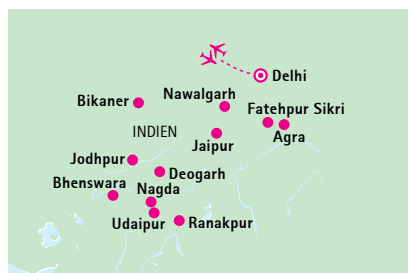 Delhi
Nawalgarh
Bikaner
Fatehpur Sikri
INDIEN
Agra
Jaipur
Jodhpur
Deogarh
Bhenswara
Nagda
Udaipur
Ranakpur